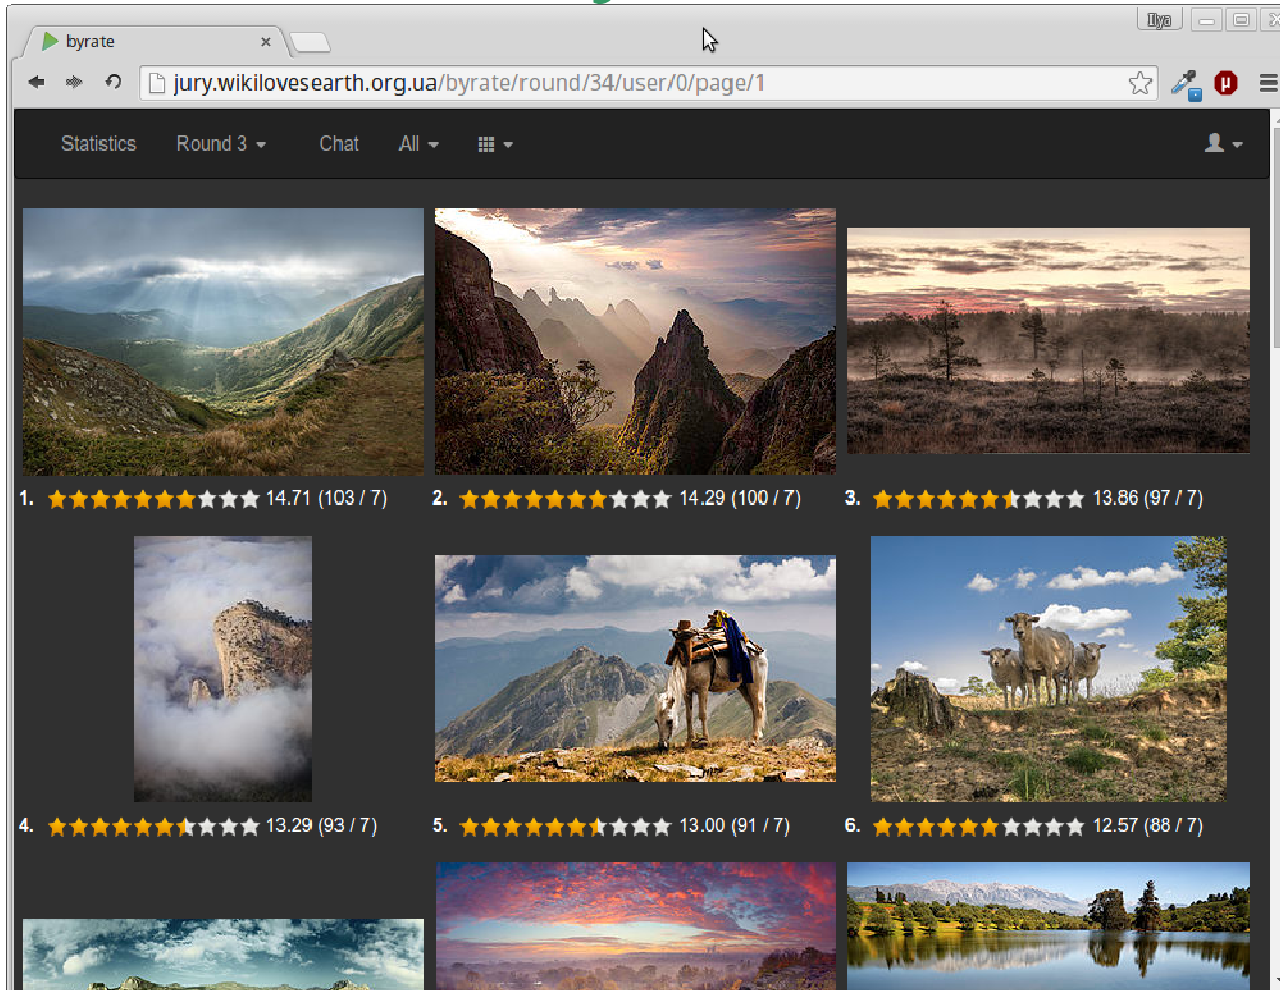 Ilya
byrate
jury.wikilovesearth.org.ua/byrate/round/34/user/0/page/1
Statistics Round 3 Chat All
1. 14.71 (103 / 7) 2. 14.29 (100 / 7) 3. 13.86 (97 / 7)
4. 13.29 (93 / 7) 5. 13.00 (91 / 7) 6. 12.57 (88 / 7)